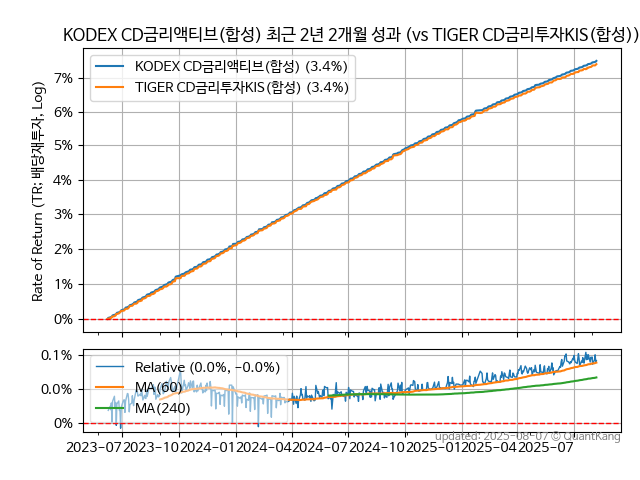 KODEX CD금리액티브(합성) 최근 2년 2개월 성과 (vs TIGER CD금리투자KIS(합성))
KODEX CD금리액티브(합성) (3.4%)
TIGER CD금리투자KIS(합성) (3.4%)
Rate of Return (TR; 배당재투자, Log)
7%
6%
5%
4%
3%
2%
1%
0%
0.1%
0.0%
0%
Relative (0.0%, −0.0%)
MA(60)
MA(240)
2023-07
2023-10
2024-01
2024-04
2024-07
2024-10
2025-01
2025-04
2025-07
updated: 2025-08-07 © QuantKang